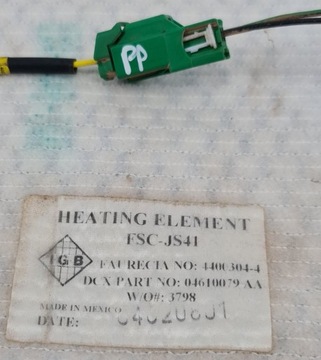 PP
HEATING ELEMENT
FSC-JS41
IGB
FAURECIA NO: 4400304-4
DCX PART NO: 04610079 AA
W/O#: 3798
MADE IN MEXICO
DATE: